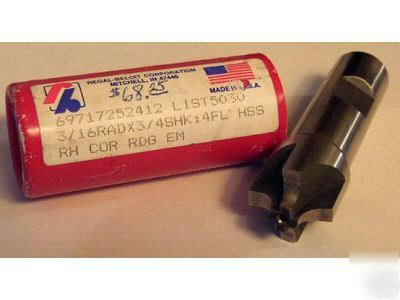 REGAL-BELOIT CORPORATION
MITCHELL, IN 47446
$68.25
MADE IN U.S.A.
69717252412 LIST5030
3/16RADX3/4SHK:4FL HSS
RH COR RDG EM